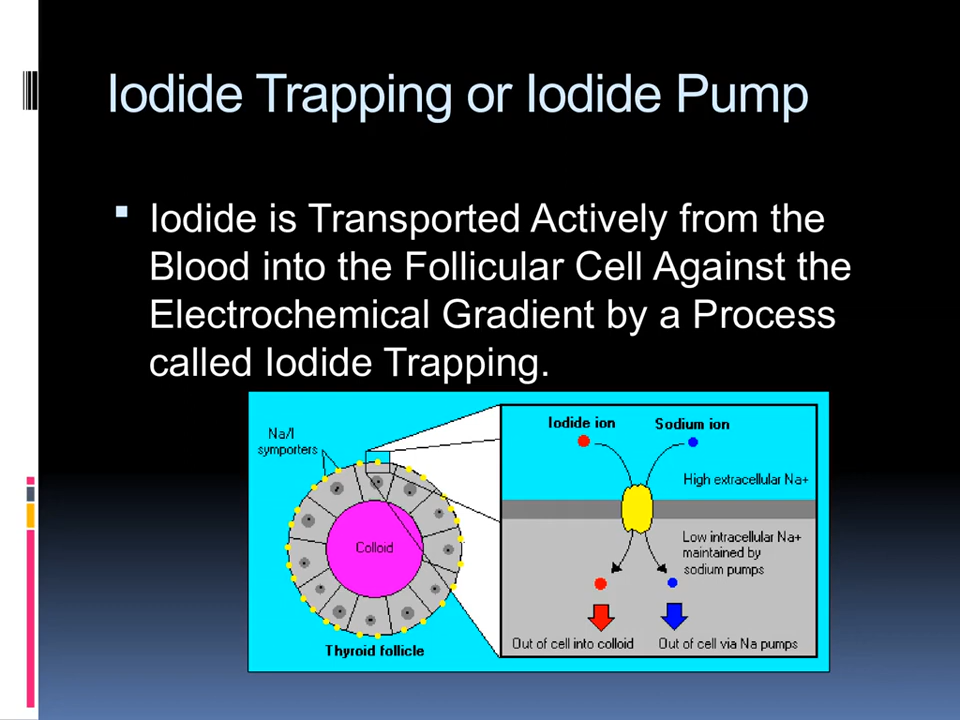 Iodide Trapping or Iodide Pump
Iodide is Transported Actively from the
Blood into the Follicular Cell Against the
Electrochemical Gradient by a Process
called Iodide Trapping.
Na/I
symporters
Colloid
Thyroid follicle
Iodide ion
Sodium ion
High extracellular Na+
Low intracellular Na+
maintained by
sodium pumps
Out of cell into colloid
Out of cell via Na pumps